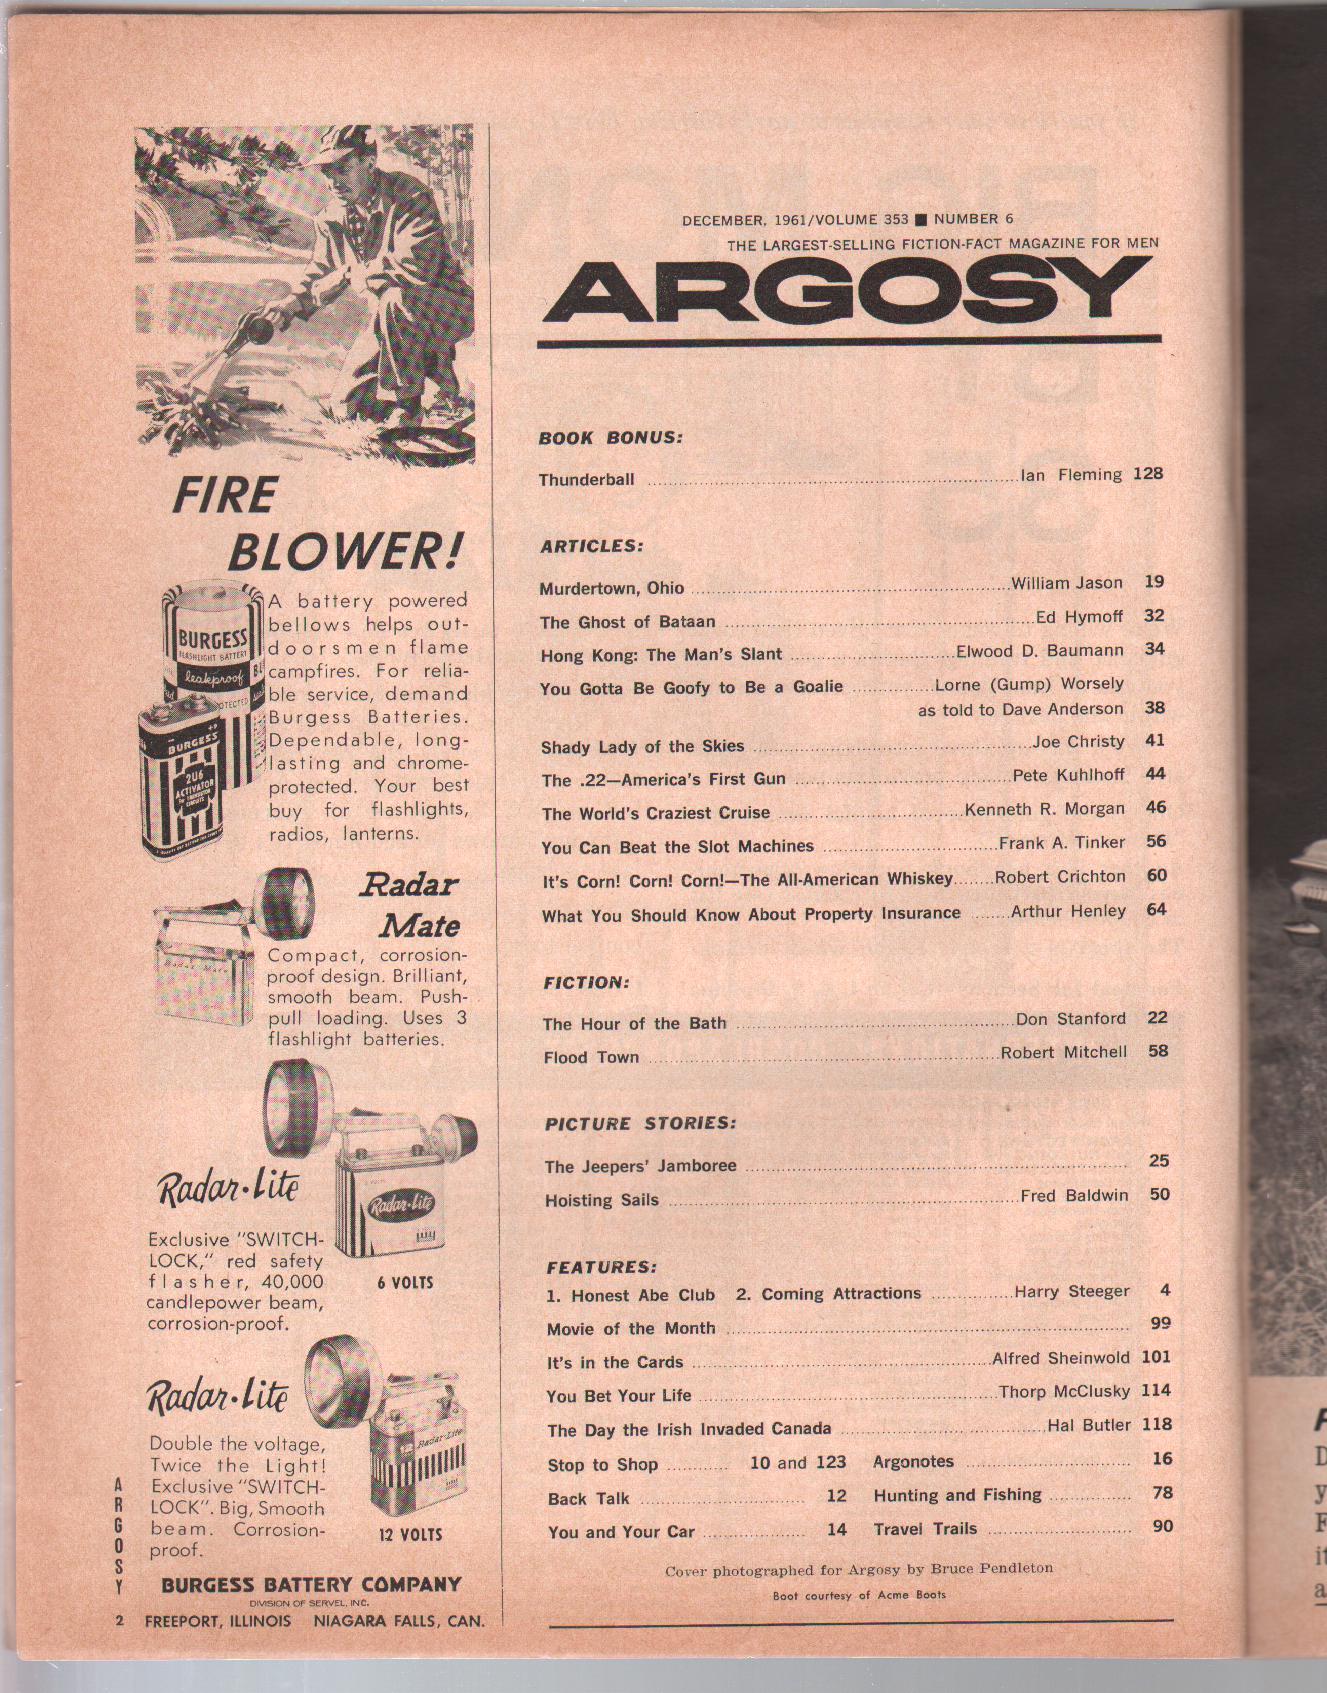 FIRE
BLOWER!
A battery powered
bellows helps out-
doorsmen flame
campfires. For relia-
ble service, demand
Burgess Batteries.
Dependable, long-
lasting and chrome-
protected. Your best
buy for flashlights,
radios, lanterns.
BURGESS
FLASHLIGHT BATTERY
leakproof
BURGESS
2U6
ACTIVATOR
Radar
Mate
Compact, corrosion-
proof design. Brilliant,
smooth beam. Push-
pull loading. Uses 3
flashlight batteries.
Radar Mate
Radar•Lite
Exclusive "SWITCH-
LOCK," red safety
flasher, 40,000
candlepower beam,
corrosion-proof.
Radar-Lite
6 VOLTS
Radar•Lite
Double the voltage,
Twice the Light!
Exclusive "SWITCH-
LOCK". Big, Smooth
beam. Corrosion-
proof.
Radar-Lite
12 VOLTS
BURGESS BATTERY COMPANY
DIVISION OF SERVEL, INC.
FREEPORT, ILLINOIS NIAGARA FALLS, CAN.
ARGOSY
2
DECEMBER, 1961/VOLUME 353 ■ NUMBER 6
THE LARGEST-SELLING FICTION-FACT MAGAZINE FOR MEN
ARGOSY
BOOK BONUS:
Thunderball ........ Ian Fleming 128
ARTICLES:
Murdertown, Ohio ........ William Jason 19
The Ghost of Bataan ........ Ed Hymoff 32
Hong Kong: The Man's Slant ........ Elwood D. Baumann 34
You Gotta Be Goofy to Be a Goalie ........ Lorne (Gump) Worsely
as told to Dave Anderson 38
Shady Lady of the Skies ........ Joe Christy 41
The .22—America's First Gun ........ Pete Kuhlhoff 44
The World's Craziest Cruise ........ Kenneth R. Morgan 46
You Can Beat the Slot Machines ........ Frank A. Tinker 56
It's Corn! Corn! Corn!—The All-American Whiskey ........ Robert Crichton 60
What You Should Know About Property Insurance ........ Arthur Henley 64
FICTION:
The Hour of the Bath ........ Don Stanford 22
Flood Town ........ Robert Mitchell 58
PICTURE STORIES:
The Jeepers' Jamboree ........ 25
Hoisting Sails ........ Fred Baldwin 50
FEATURES:
1. Honest Abe Club 2. Coming Attractions ........ Harry Steeger 4
Movie of the Month ........ 99
It's in the Cards ........ Alfred Sheinwold 101
You Bet Your Life ........ Thorp McClusky 114
The Day the Irish Invaded Canada ........ Hal Butler 118
Stop to Shop ........ 10 and 123 Argonotes ........ 16
Back Talk ........ 12 Hunting and Fishing ........ 78
You and Your Car ........ 14 Travel Trails ........ 90
Cover photographed for Argosy by Bruce Pendleton
Boot courtesy of Acme Boots